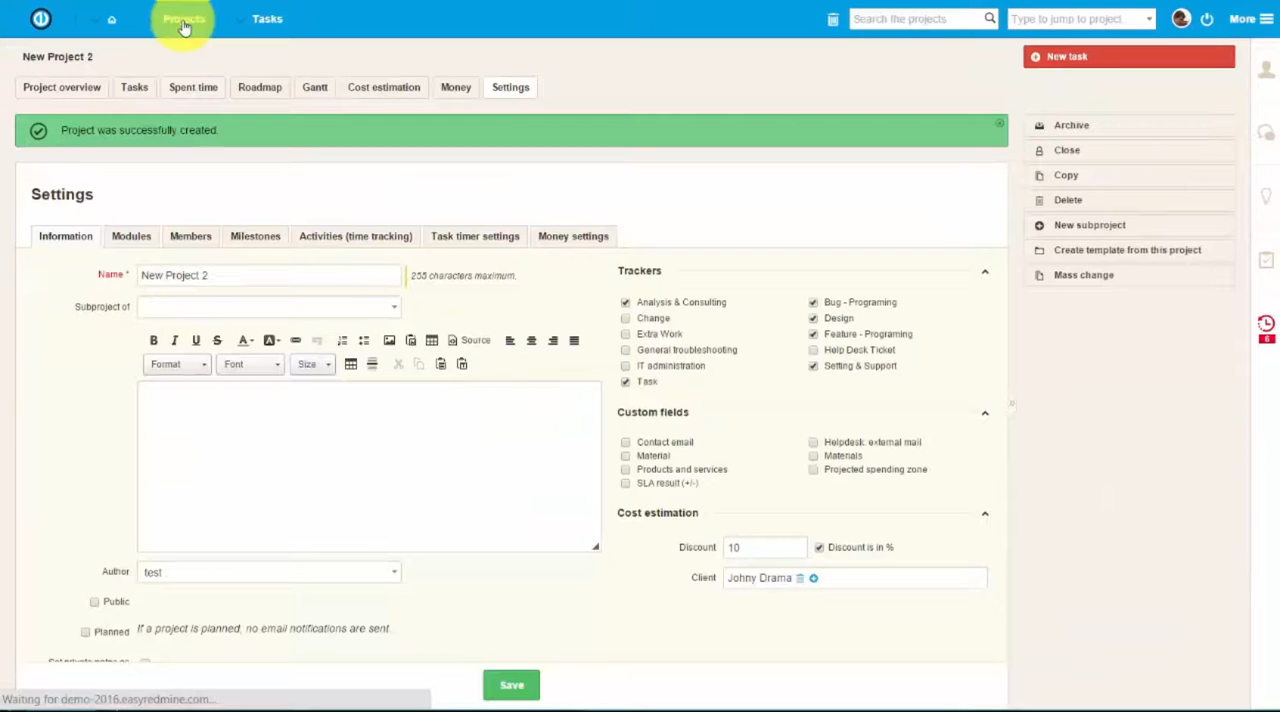 Projects
Tasks
Search the projects
Type to jump to project.
More
New Project 2
New task
Project overview
Tasks
Spent time
Roadmap
Gantt
Cost estimation
Money
Settings
Project was successfully created.
Archive
Close
Copy
Delete
New subproject
Create template from this project
Mass change
6
Settings
Information
Modules
Members
Milestones
Activities (time tracking)
Task timer settings
Money settings
Name *
New Project 2
255 characters maximum.
Subproject of
B I U S A A
Source
Format
Font
Size
Author
test
Public
Planned
If a project is planned, no email notifications are sent.
Trackers
Analysis & Consulting
Bug - Programing
Change
Design
Extra Work
Feature - Programing
General troubleshooting
Help Desk Ticket
IT administration
Setting & Support
Task
Custom fields
Contact email
Helpdesk: external mail
Material
Materials
Products and services
Projected spending zone
SLA result (+/-)
Cost estimation
Discount
10
Discount is in %
Client
Johny Drama
Save
Waiting for demo-2016.easyredmine.com...